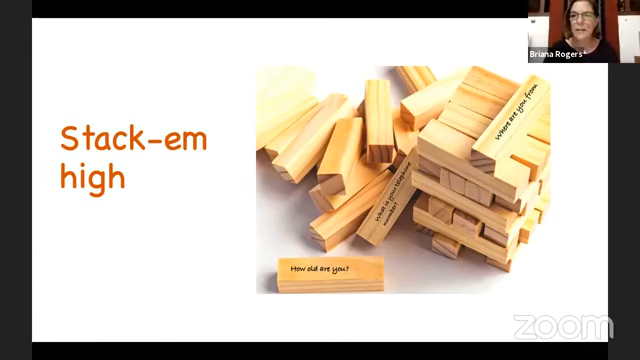 Briana Rogers
Stack-em
high
Where are you from
What is your telephone
number?
How old are you?
zoom